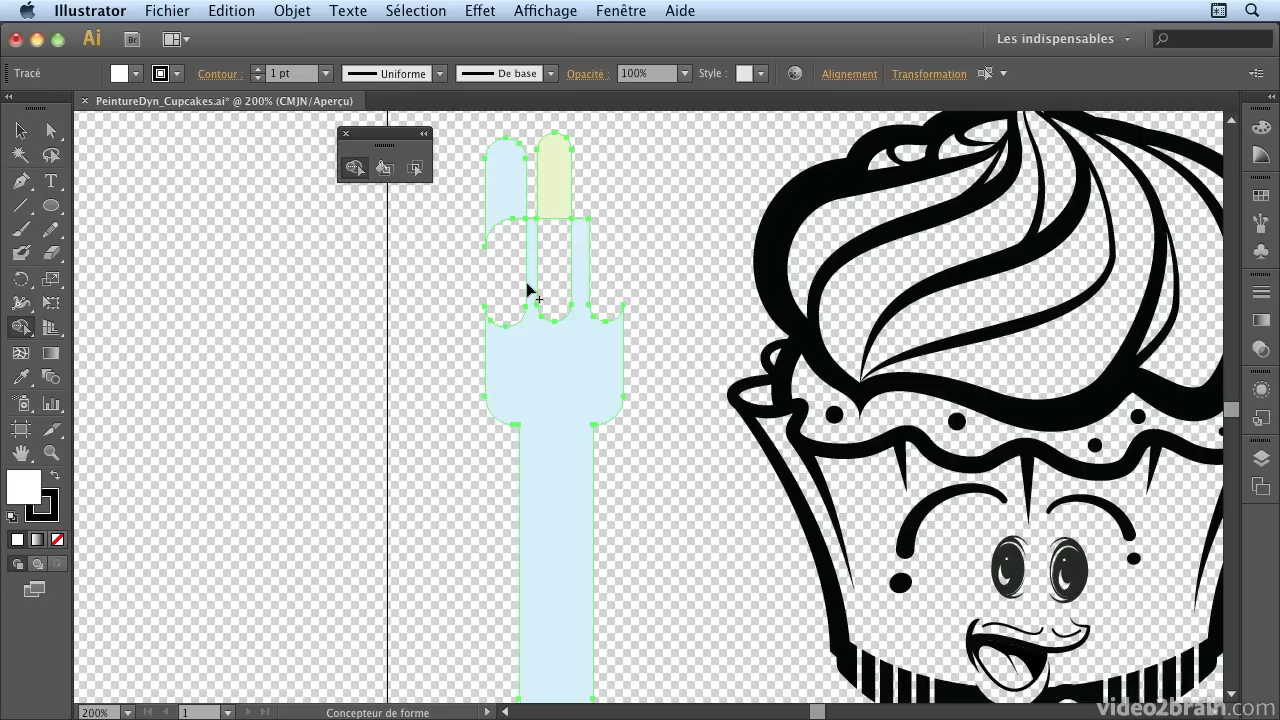 Illustrator Fichier Edition Objet Texte Sélection Effet Affichage Fenêtre Aide
Ai Br Les indispensables
Tracé Contour : 1 pt Uniforme De base Opacité : 100% Style : Alignement Transformation
PeintureDyn_Cupcakes.ai* @ 200% (CMJN/Aperçu)
T
200% 1 Concepteur de forme
video2brain.com